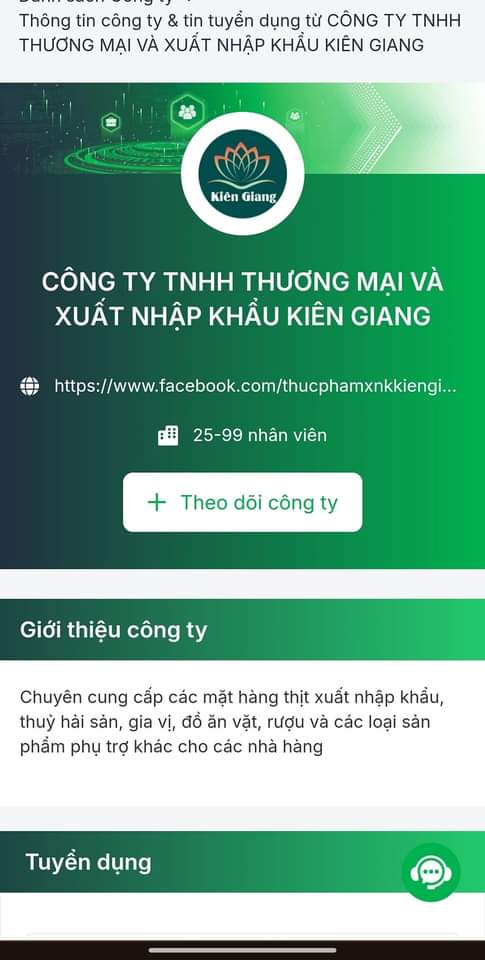 Danh sách Công ty
Thông tin công ty & tin tuyển dụng từ CÔNG TY TNHH
THƯƠNG MẠI VÀ XUẤT NHẬP KHẨU KIÊN GIANG
Kiên Giang
CÔNG TY TNHH THƯƠNG MẠI VÀ
XUẤT NHẬP KHẨU KIÊN GIANG
https://www.facebook.com/thucphamxnkkiengi...
25-99 nhân viên
+ Theo dõi công ty
Giới thiệu công ty
Chuyên cung cấp các mặt hàng thịt xuất nhập khẩu,
thuỷ hải sản, gia vị, đồ ăn vặt, rượu và các loại sản
phẩm phụ trợ khác cho các nhà hàng
Tuyển dụng